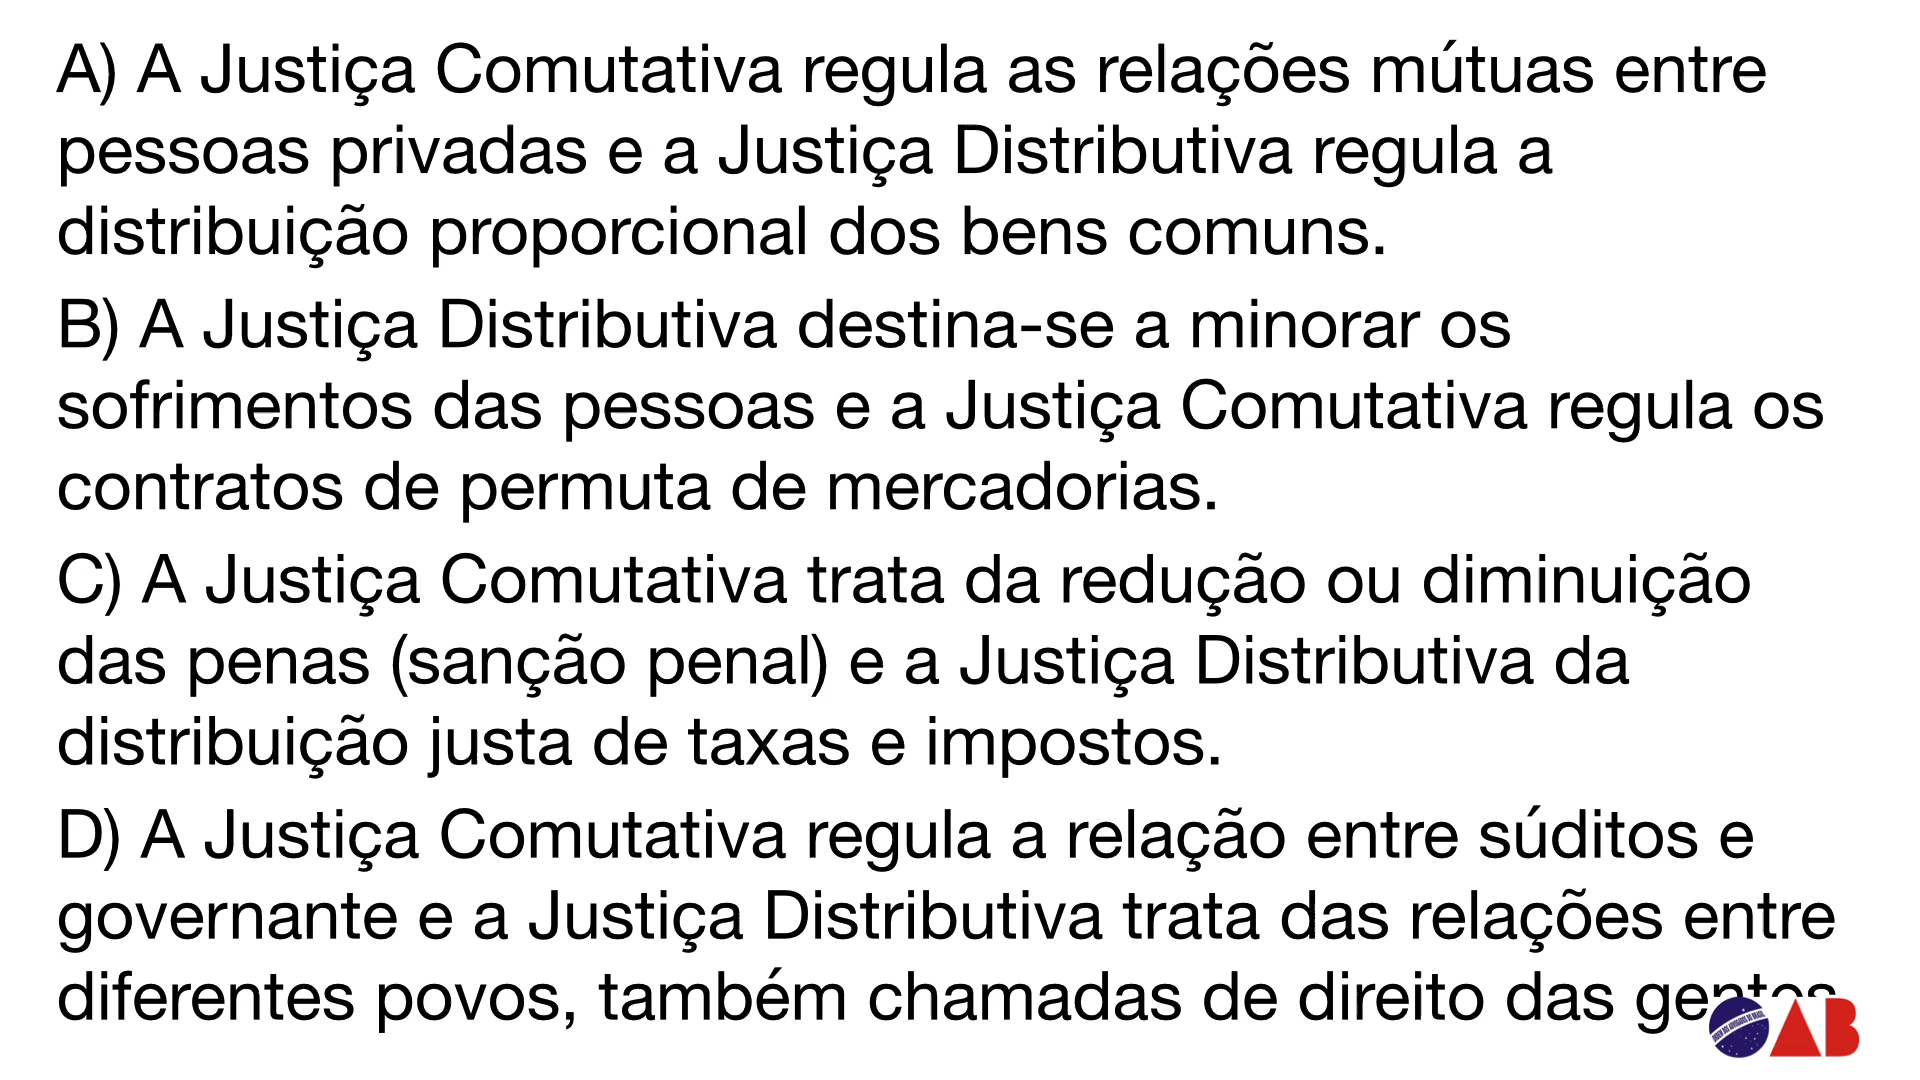 A) A Justiça Comutativa regula as relações mútuas entre
pessoas privadas e a Justiça Distributiva regula a
distribuição proporcional dos bens comuns.
B) A Justiça Distributiva destina-se a minorar os
sofrimentos das pessoas e a Justiça Comutativa regula os
contratos de permuta de mercadorias.
C) A Justiça Comutativa trata da redução ou diminuição
das penas (sanção penal) e a Justiça Distributiva da
distribuição justa de taxas e impostos.
D) A Justiça Comutativa regula a relação entre súditos e
governante e a Justiça Distributiva trata das relações entre
diferentes povos, também chamadas de direito das gentes
OAB